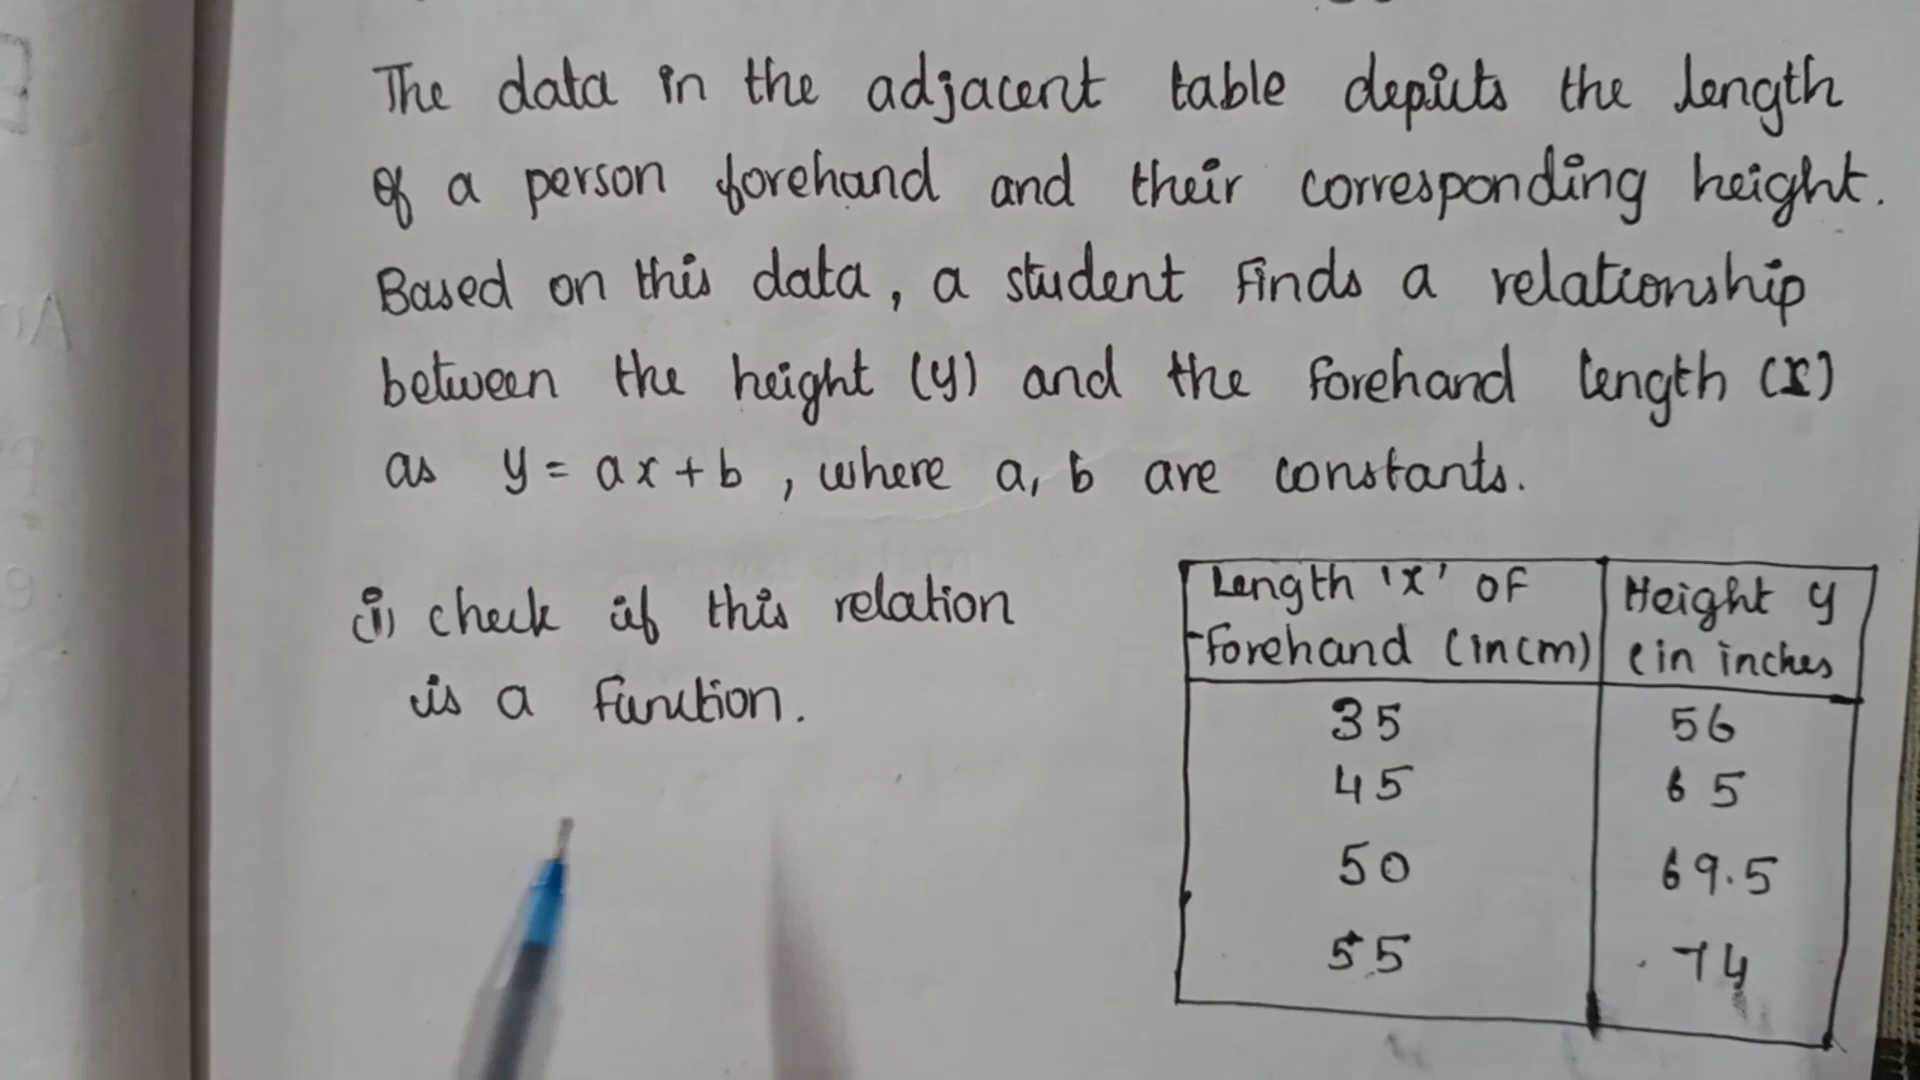 The data in the adjacent table depicts the length
of a person forehand and their corresponding height.
Based on this data, a student finds a relationship
between the height (y) and the forehand length (x)
as y = ax + b , where a, b are constants.
(i) check if this relation
is a function.
Length 'x' of
forehand (in cm)
Height y
(in inches
35 56
45 65
50 69.5
55 74